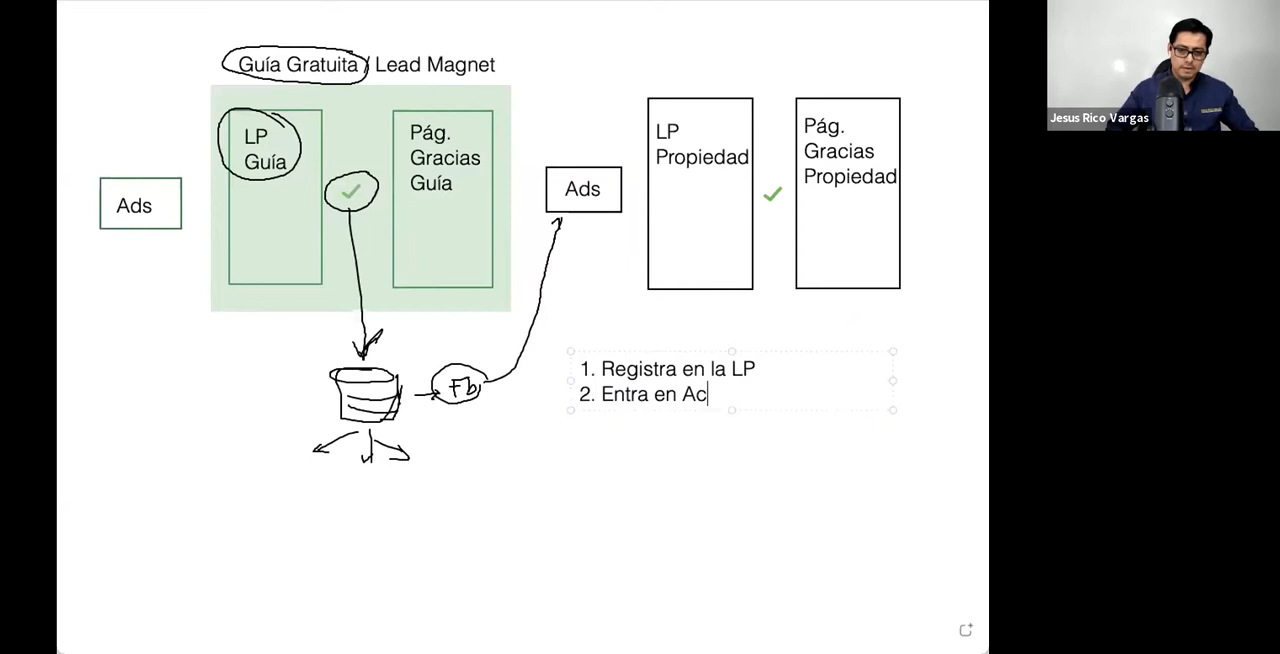 Guía Gratuita / Lead Magnet
LP
Guía
Pág.
Gracias
Guía
Ads
Ads
LP
Propiedad
Pág.
Gracias
Propiedad
Fb
1. Registra en la LP
2. Entra en Ac
Jesus Rico Vargas